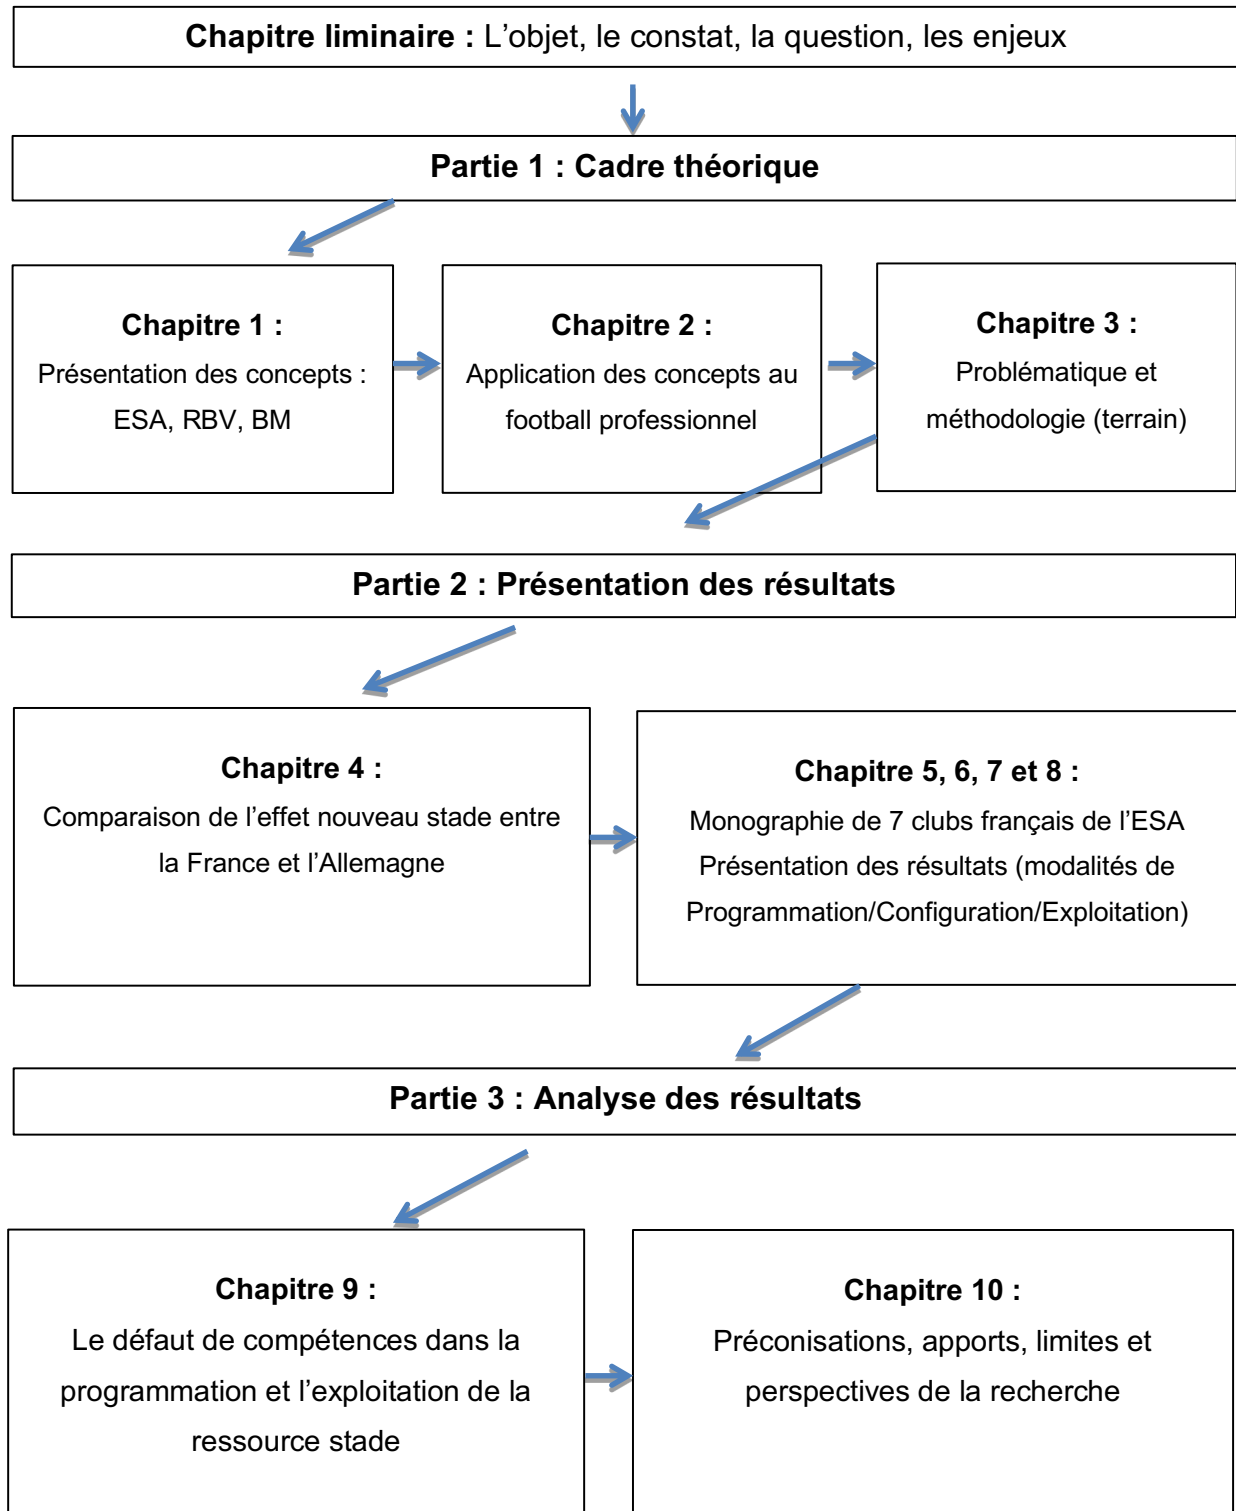 Chapitre liminaire : L’objet, le constat, la question, les enjeux
Partie 1 : Cadre théorique
Chapitre 1 :
Présentation des concepts :
ESA, RBV, BM
Chapitre 2 :
Application des concepts au
football professionnel
Chapitre 3 :
Problématique et
méthodologie (terrain)
Partie 2 : Présentation des résultats
Chapitre 4 :
Comparaison de l’effet nouveau stade entre
la France et l’Allemagne
Chapitre 5, 6, 7 et 8 :
Monographie de 7 clubs français de l’ESA
Présentation des résultats (modalités de
Programmation/Configuration/Exploitation)
Partie 3 : Analyse des résultats
Chapitre 9 :
Le défaut de compétences dans la
programmation et l’exploitation de la
ressource stade
Chapitre 10 :
Préconisations, apports, limites et
perspectives de la recherche